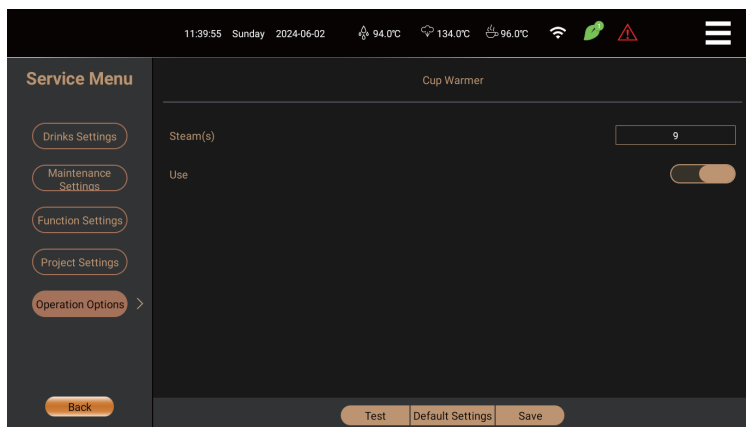 11:39:55 Sunday 2024-06-02 94.0℃ 134.0℃ 96.0℃ 1
Service Menu
Cup Warmer
Drinks Settings
Steam(s) 9
Maintenance
Settings
Use
Function Settings
Project Settings
Operation Options >
Back
Test Default Settings Save